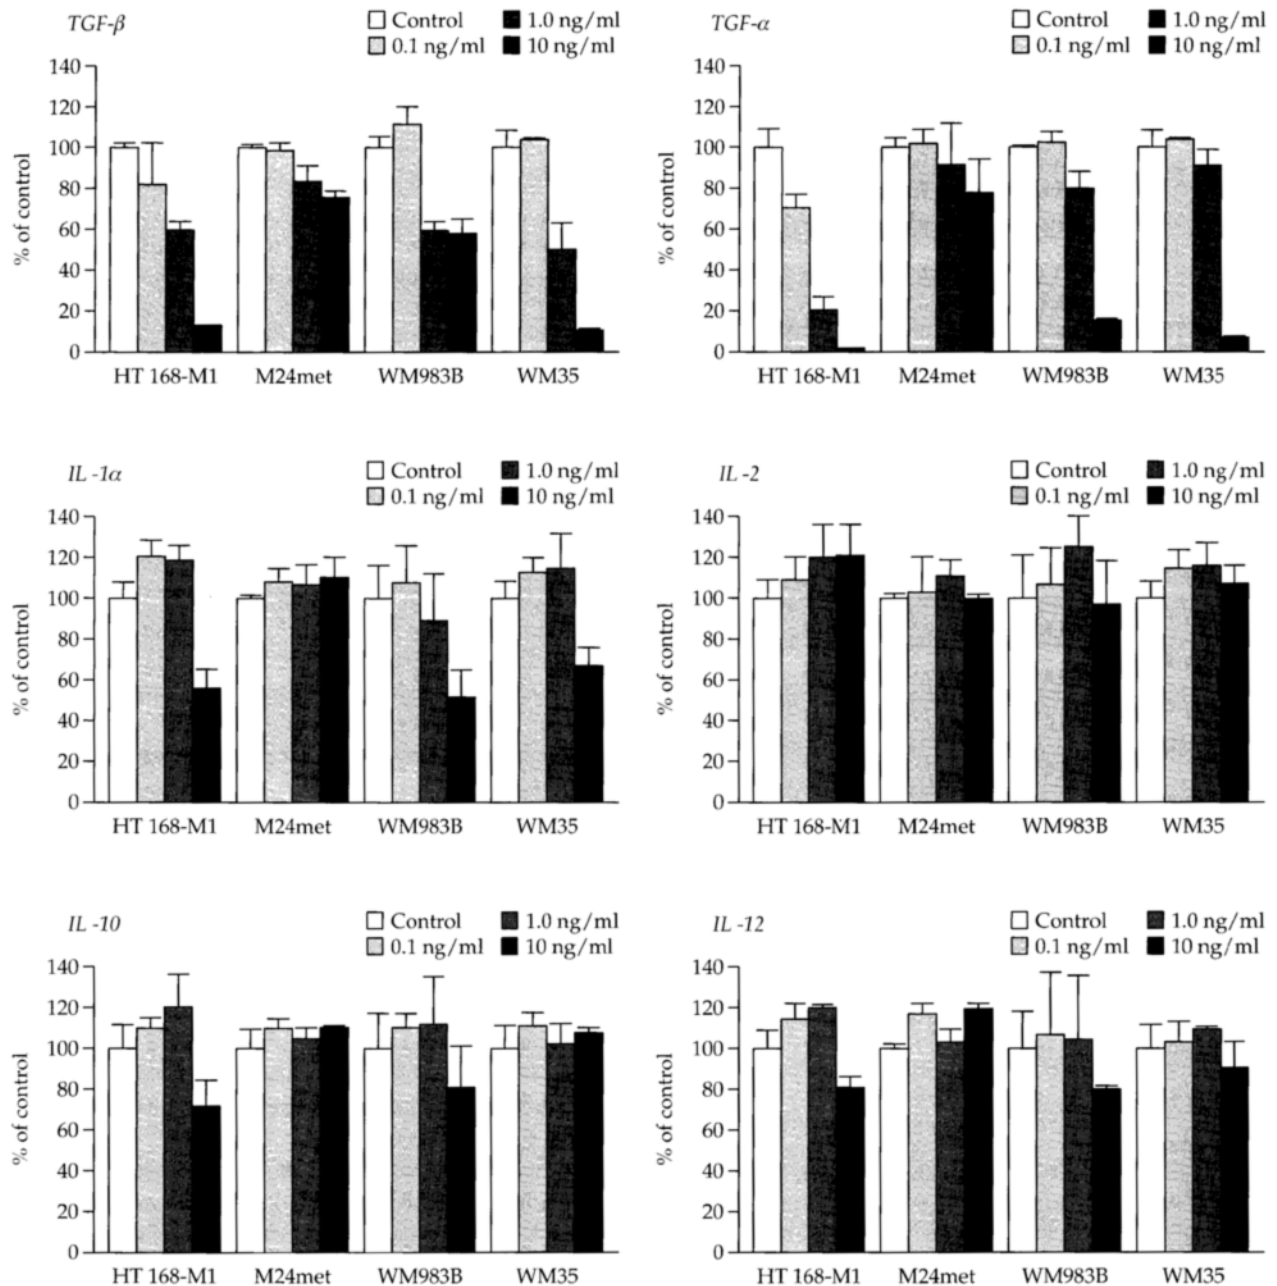 TGF-β
Control 1.0 ng/ml
0.1 ng/ml 10 ng/ml
140
120
100
80
60
40
20
0
% of control
HT 168-M1 M24met WM983B WM35
TGF-α
Control 1.0 ng/ml
0.1 ng/ml 10 ng/ml
140
120
100
80
60
40
20
0
% of control
HT 168-M1 M24met WM983B WM35
IL -1α
Control 1.0 ng/ml
0.1 ng/ml 10 ng/ml
140
120
100
80
60
40
20
0
% of control
HT 168-M1 M24met WM983B WM35
IL -2
Control 1.0 ng/ml
0.1 ng/ml 10 ng/ml
140
120
100
80
60
40
20
0
% of control
HT 168-M1 M24met WM983B WM35
IL -10
Control 1.0 ng/ml
0.1 ng/ml 10 ng/ml
140
120
100
80
60
40
20
0
% of control
HT 168-M1 M24met WM983B WM35
IL -12
Control 1.0 ng/ml
0.1 ng/ml 10 ng/ml
140
120
100
80
60
40
20
0
% of control
HT 168-M1 M24met WM983B WM35